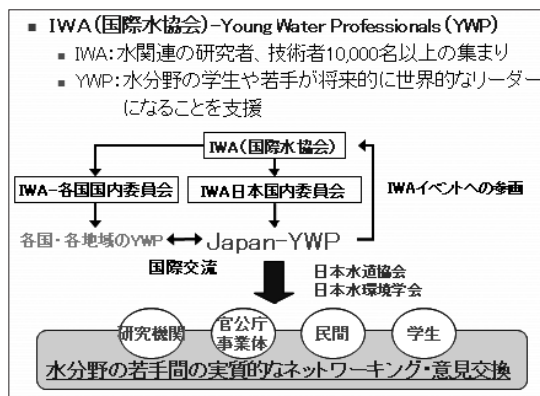 IWA（国際水協会）-Young Water Professionals（YWP）
IWA：水関連の研究者、技術者10,000名以上の集まり
YWP：水分野の学生や若手が将来的に世界的なリーダー
になることを支援
IWA（国際水協会）
IWA-各国国内委員会
IWA日本国内委員会
IWAイベントへの参画
各国・各地域のYWP
Japan-YWP
国際交流
日本水道協会
日本水環境学会
研究機関
官公庁
事業体
民間
学生
水分野の若手間の実質的なネットワーキング・意見交換